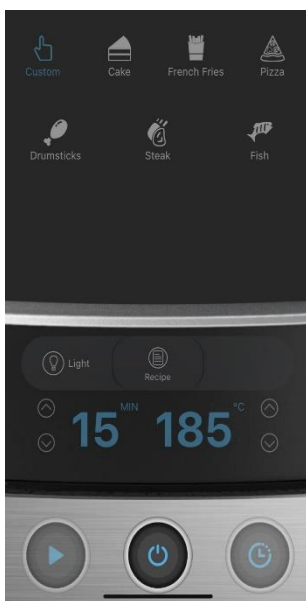 Custom
Cake
French Fries
Pizza
Drumsticks
Steak
Fish
Light
Recipe
15 MIN 185 °C